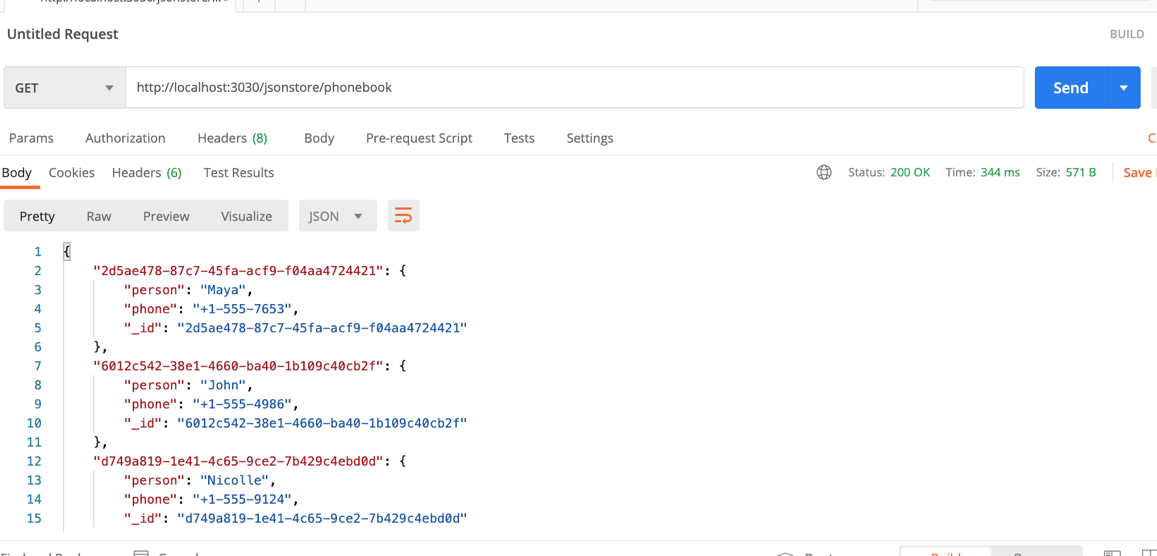 Untitled Request
BUILD
GET
http://localhost:3030/jsonstore/phonebook
Send
Params Authorization Headers (8) Body Pre-request Script Tests Settings
Body Cookies Headers (6) Test Results Status: 200 OK Time: 344 ms Size: 571 B Save
Pretty Raw Preview Visualize JSON
1 {
2 "2d5ae478-87c7-45fa-acf9-f04aa4724421": {
3 "person": "Maya",
4 "phone": "+1-555-7653",
5 "_id": "2d5ae478-87c7-45fa-acf9-f04aa4724421"
6 },
7 "6012c542-38e1-4660-ba40-1b109c40cb2f": {
8 "person": "John",
9 "phone": "+1-555-4986",
10 "_id": "6012c542-38e1-4660-ba40-1b109c40cb2f"
11 },
12 "d749a819-1e41-4c65-9ce2-7b429c4ebd0d": {
13 "person": "Nicolle",
14 "phone": "+1-555-9124",
15 "_id": "d749a819-1e41-4c65-9ce2-7b429c4ebd0d"